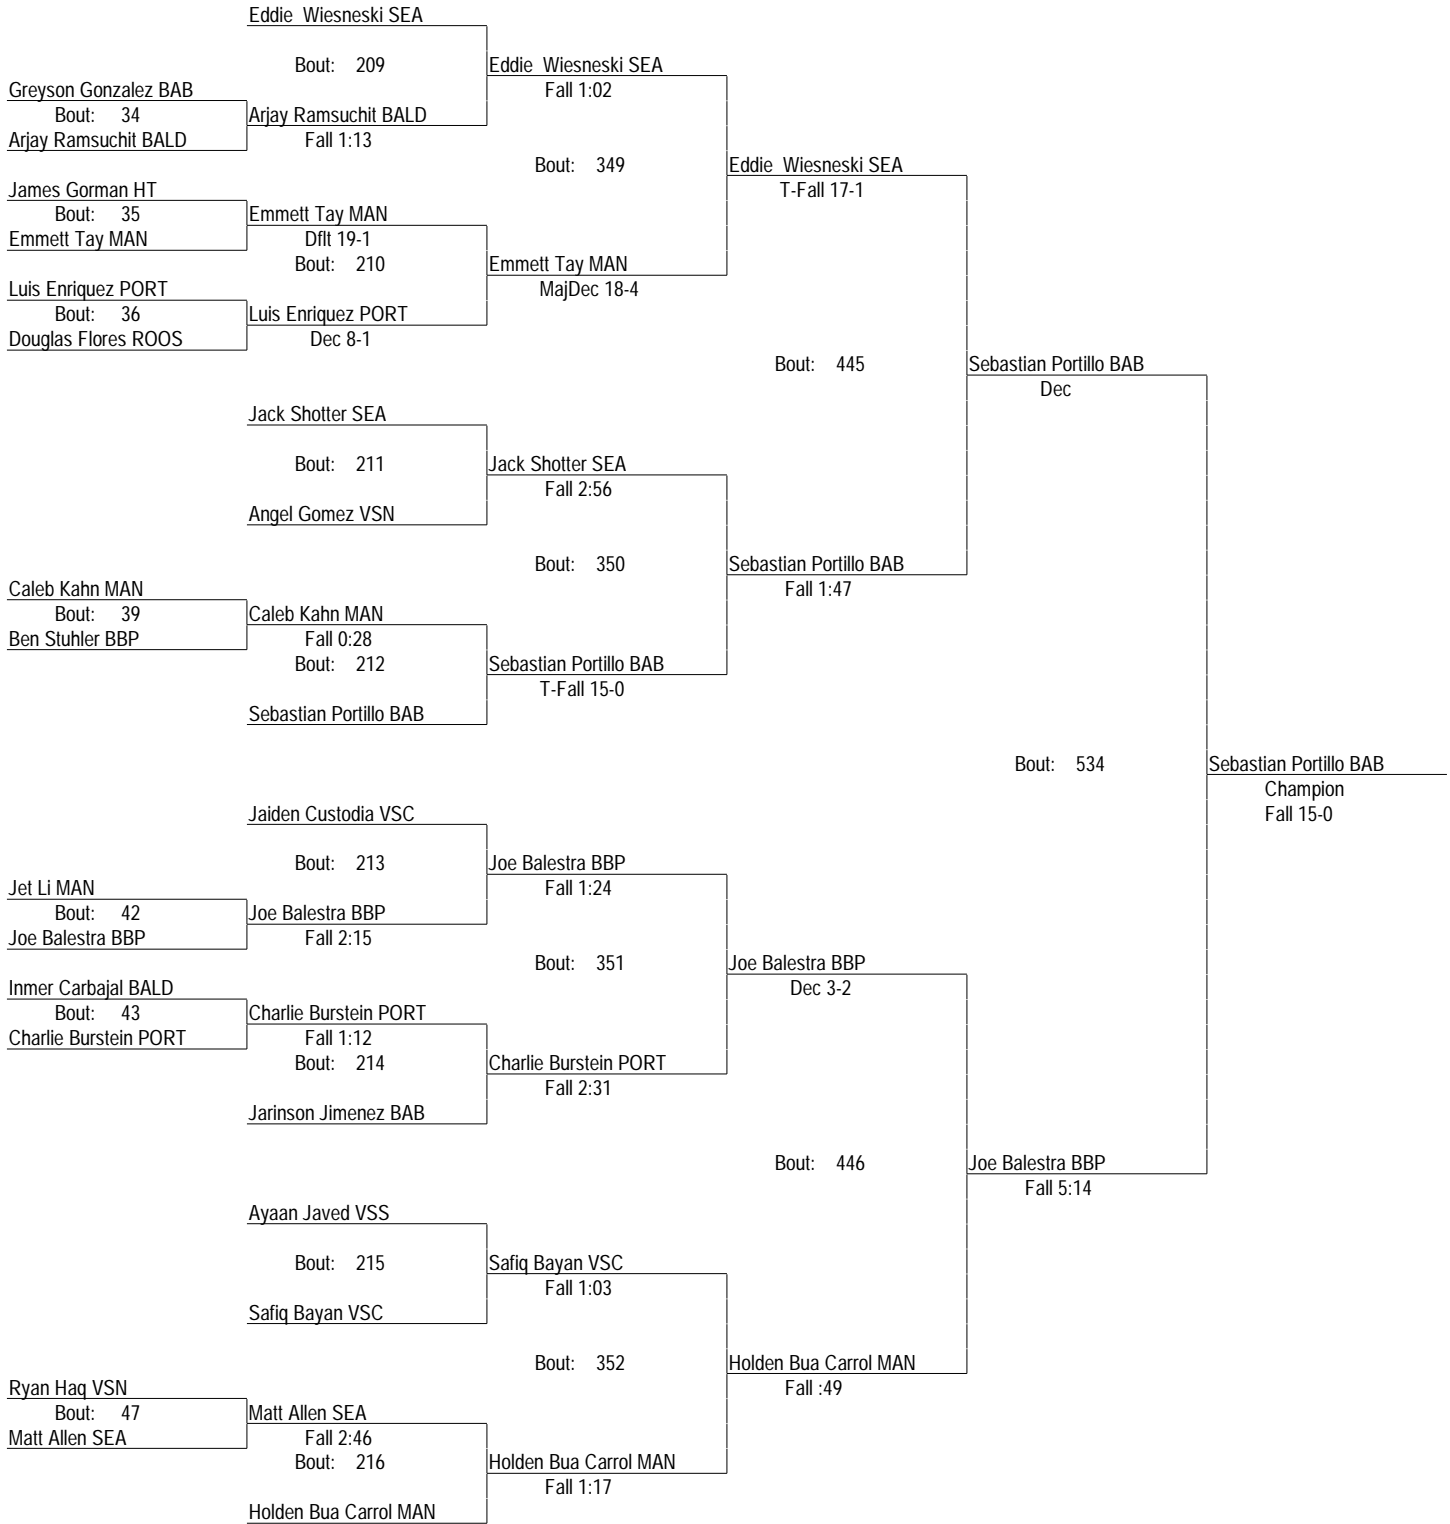 Eddie  Wiesneski SEA
Bout: 209
Eddie  Wiesneski SEA
Greyson Gonzalez BAB
Fall 1:02
Bout: 34
Arjay Ramsuchit BALD
Arjay Ramsuchit BALD
Fall 1:13
Bout: 349
Eddie  Wiesneski SEA
James Gorman HT
T-Fall 17-1
Bout: 35
Emmett Tay MAN
Emmett Tay MAN
Dflt 19-1
Bout: 210
Emmett Tay MAN
Luis Enriquez PORT
MajDec 18-4
Bout: 36
Luis Enriquez PORT
Douglas Flores ROOS
Dec 8-1
Bout: 445
Sebastian Portillo BAB
Dec
Jack Shotter SEA
Bout: 211
Jack Shotter SEA
Fall 2:56
Angel Gomez VSN
Bout: 350
Sebastian Portillo BAB
Caleb Kahn MAN
Fall 1:47
Bout: 39
Caleb Kahn MAN
Ben Stuhler BBP
Fall 0:28
Bout: 212
Sebastian Portillo BAB
T-Fall 15-0
Sebastian Portillo BAB
Bout: 534
Sebastian Portillo BAB
Champion
Fall 15-0
Jaiden Custodia VSC
Bout: 213
Joe Balestra BBP
Jet Li MAN
Fall 1:24
Bout: 42
Joe Balestra BBP
Joe Balestra BBP
Fall 2:15
Bout: 351
Joe Balestra BBP
Inmer Carbajal BALD
Dec 3-2
Bout: 43
Charlie Burstein PORT
Charlie Burstein PORT
Fall 1:12
Bout: 214
Charlie Burstein PORT
Fall 2:31
Jarinson Jimenez BAB
Bout: 446
Joe Balestra BBP
Fall 5:14
Ayaan Javed VSS
Bout: 215
Safiq Bayan VSC
Fall 1:03
Safiq Bayan VSC
Bout: 352
Holden Bua Carrol MAN
Ryan Haq VSN
Fall :49
Bout: 47
Matt Allen SEA
Matt Allen SEA
Fall 2:46
Bout: 216
Holden Bua Carrol MAN
Fall 1:17
Holden Bua Carrol MAN